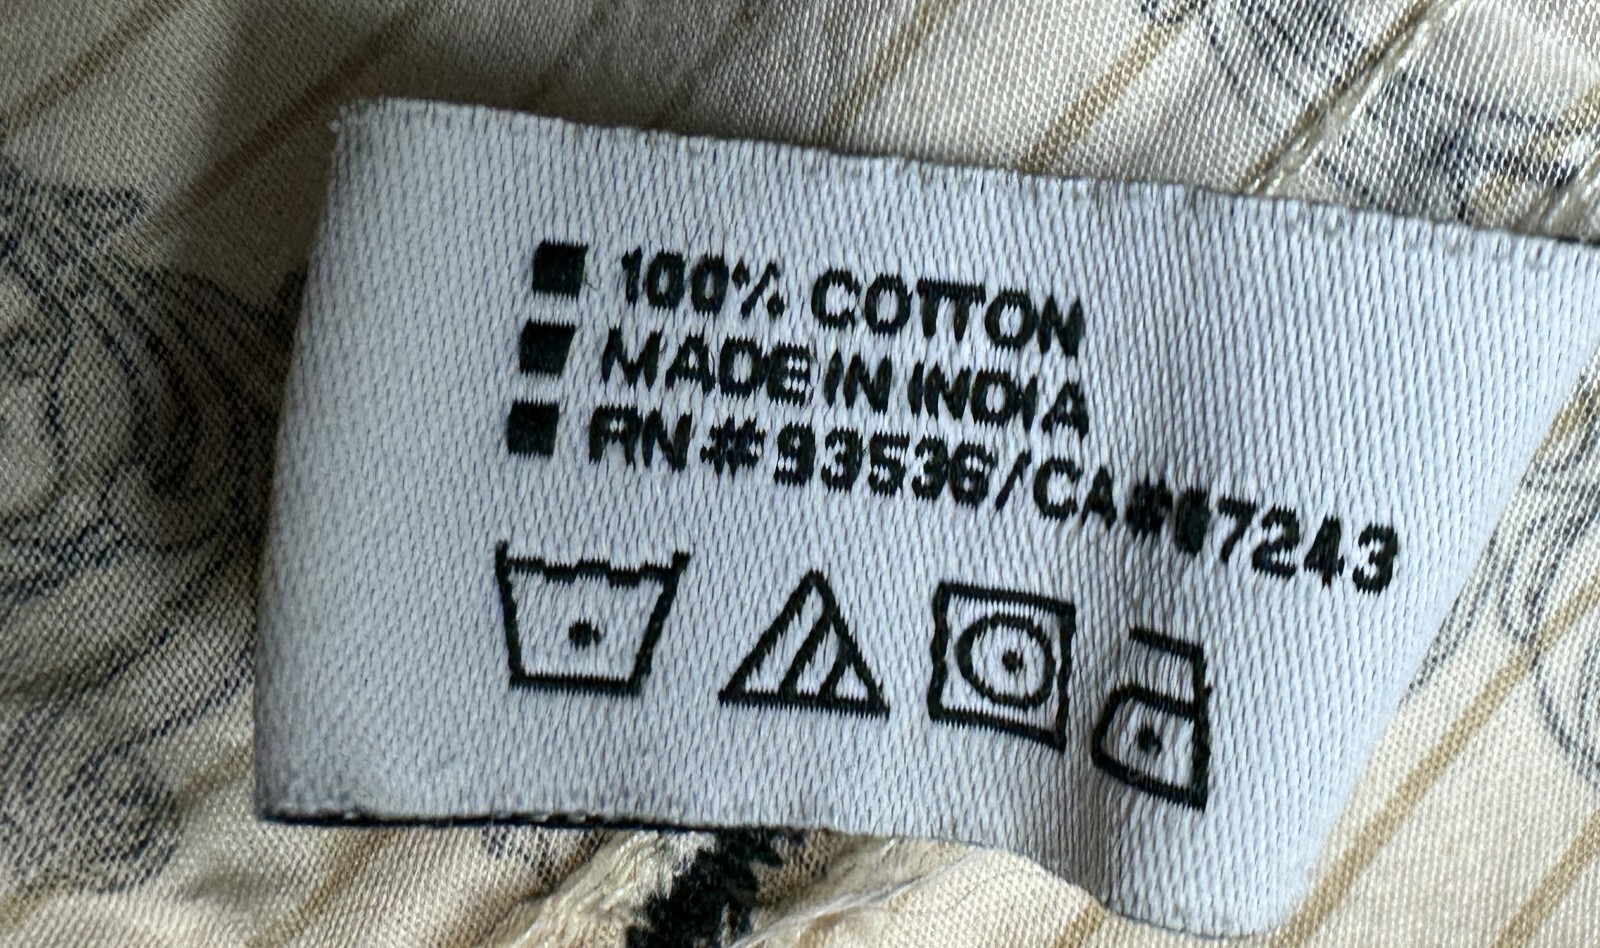 100% COTTON
MADE IN INDIA
RN # 93536/CA